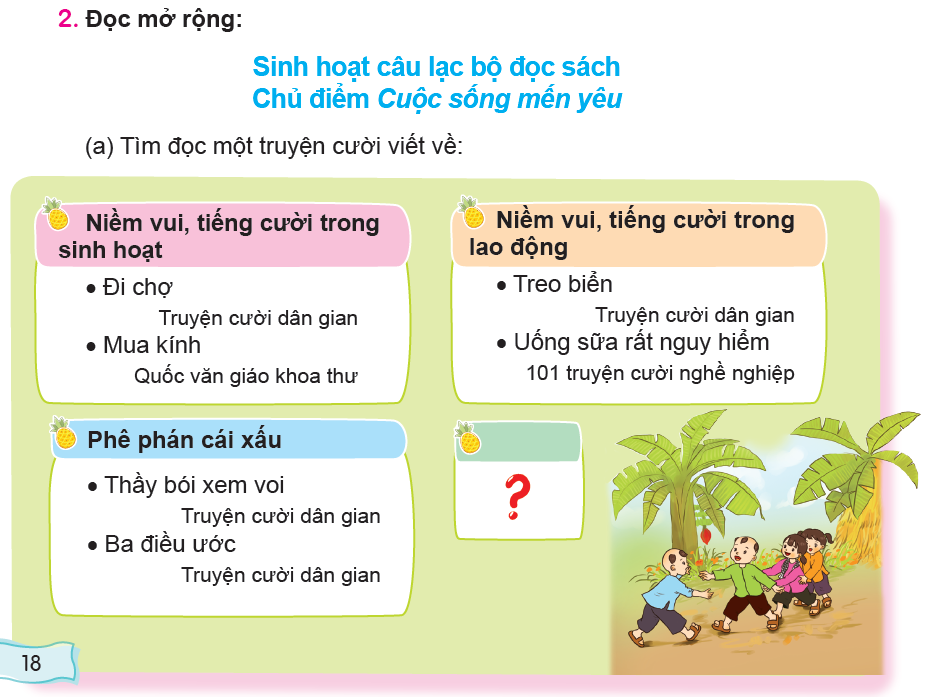 2. Đọc mở rộng:
Sinh hoạt câu lạc bộ đọc sách
Chủ điểm Cuộc sống mến yêu
(a) Tìm đọc một truyện cười viết về:
Niềm vui, tiếng cười trong
sinh hoạt
• Đi chợ
Truyện cười dân gian
• Mua kính
Quốc văn giáo khoa thư
Niềm vui, tiếng cười trong
lao động
• Treo biển
Truyện cười dân gian
• Uống sữa rất nguy hiểm
101 truyện cười nghề nghiệp
Phê phán cái xấu
• Thầy bói xem voi
Truyện cười dân gian
• Ba điều ước
Truyện cười dân gian
?
18